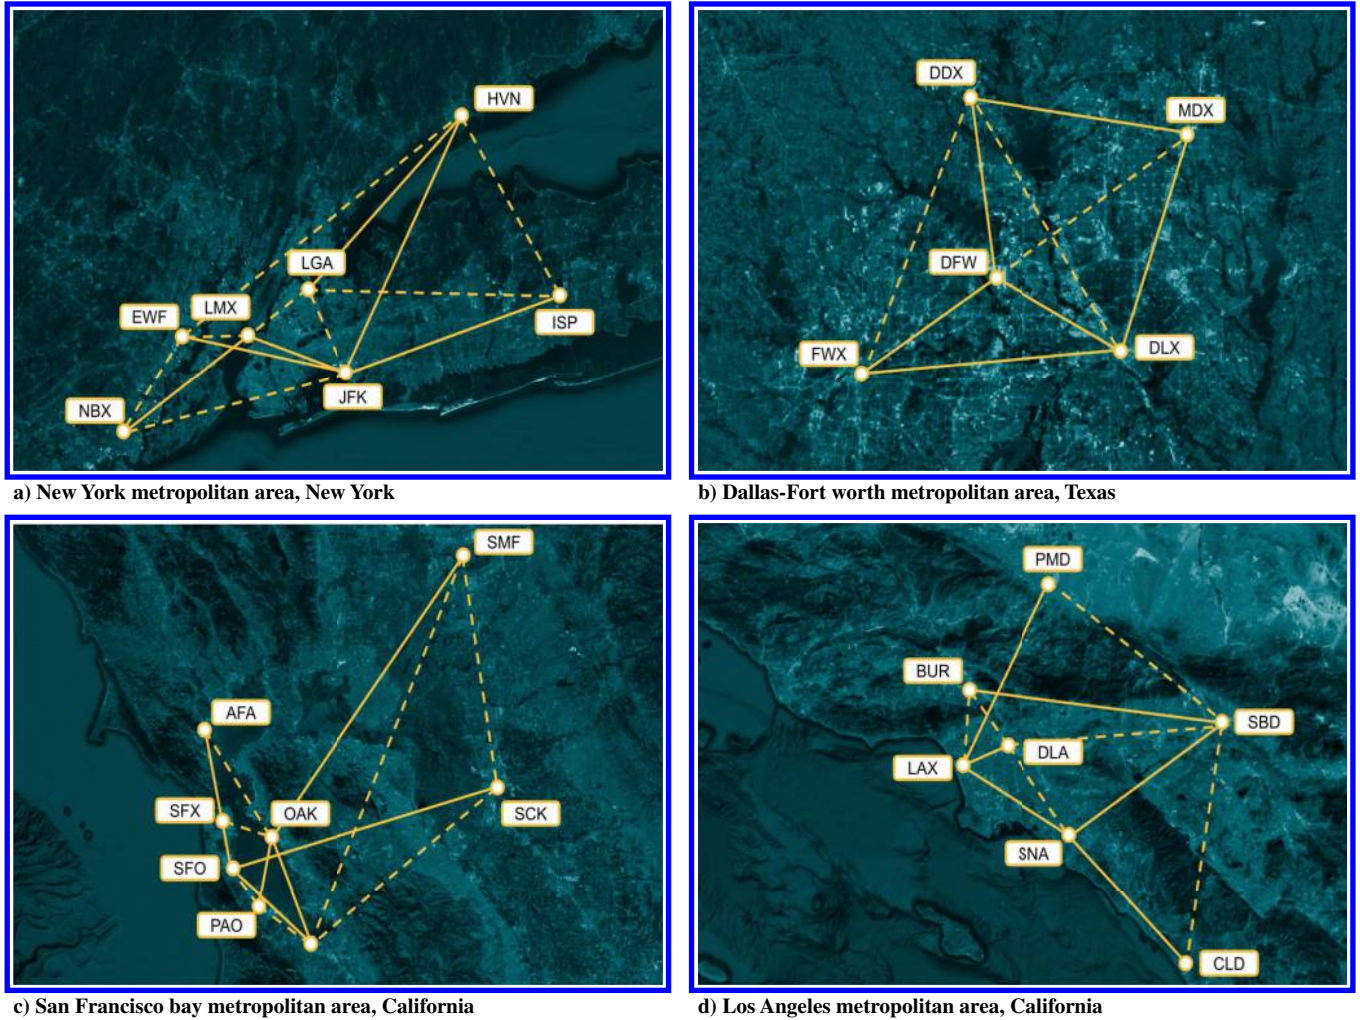 HVN
LGA
LMX
EWF
ISP
JFK
NBX
a) New York metropolitan area, New York
DDX
MDX
DFW
DLX
FWX
b) Dallas-Fort worth metropolitan area, Texas
SMF
AFA
SFX
OAK
SCK
SFO
PAO
c) San Francisco bay metropolitan area, California
PMD
BUR
SBD
DLA
LAX
SNA
CLD
d) Los Angeles metropolitan area, California